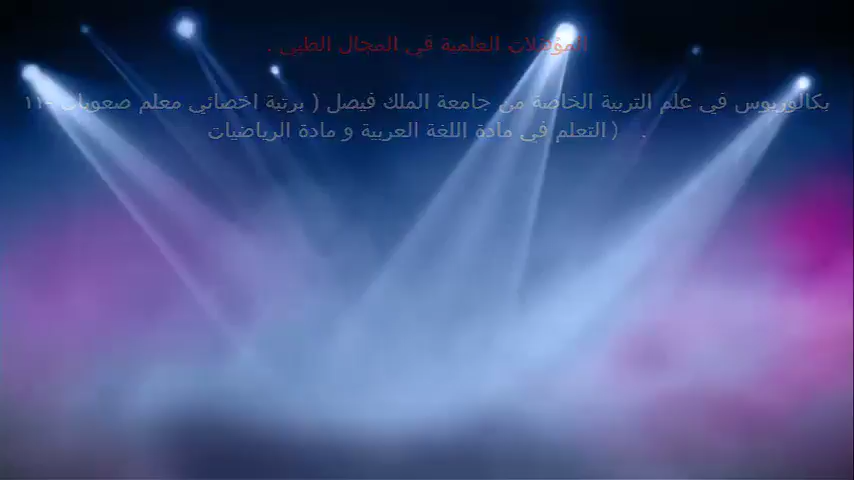 المؤهلات العلمية في المجال الطبي .
١١- بكالوريوس في علم التربية الخاصة من جامعة الملك فيصل ( برتبة اخصائي معلم صعوبات
التعلم في مادة اللغة العربية و مادة الرياضيات ) .